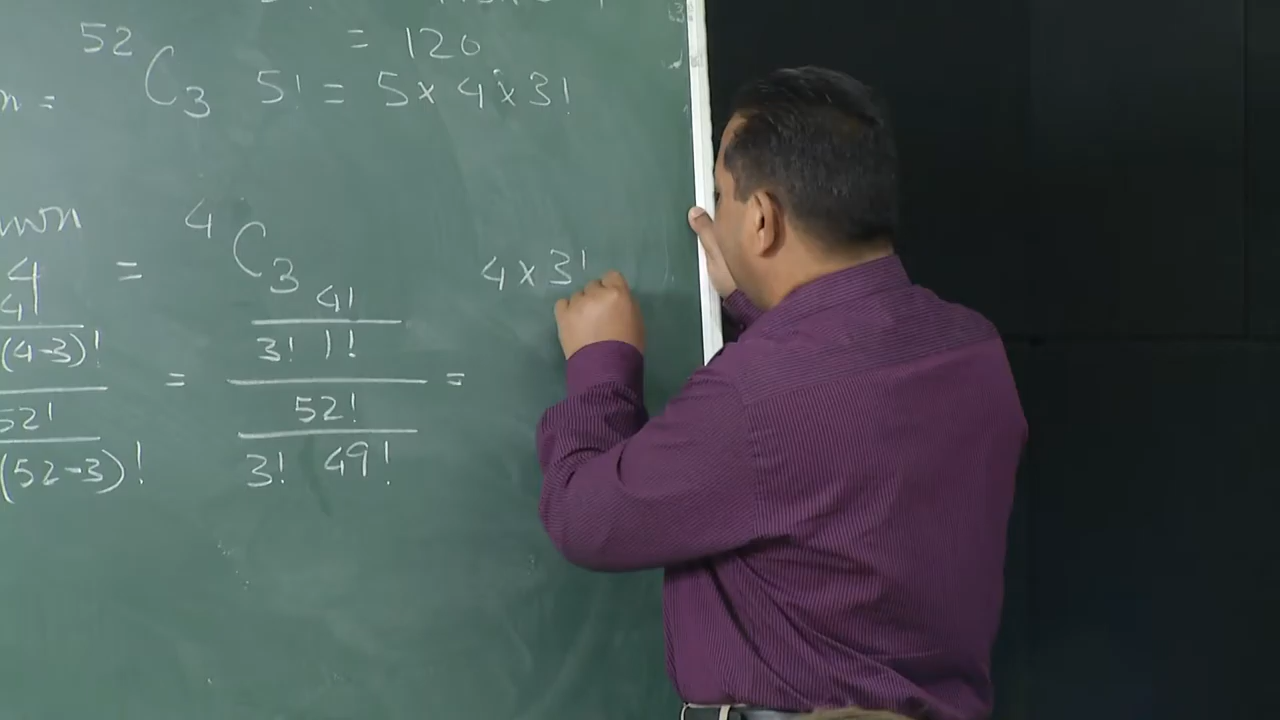 52
= 120
n = C3 5! = 5 × 4 × 3!
4
4 = C3 4 × 3!
4! 4!
(4-3)! 3! 1!
= =
52! 52!
(52-3)! 3! 49!